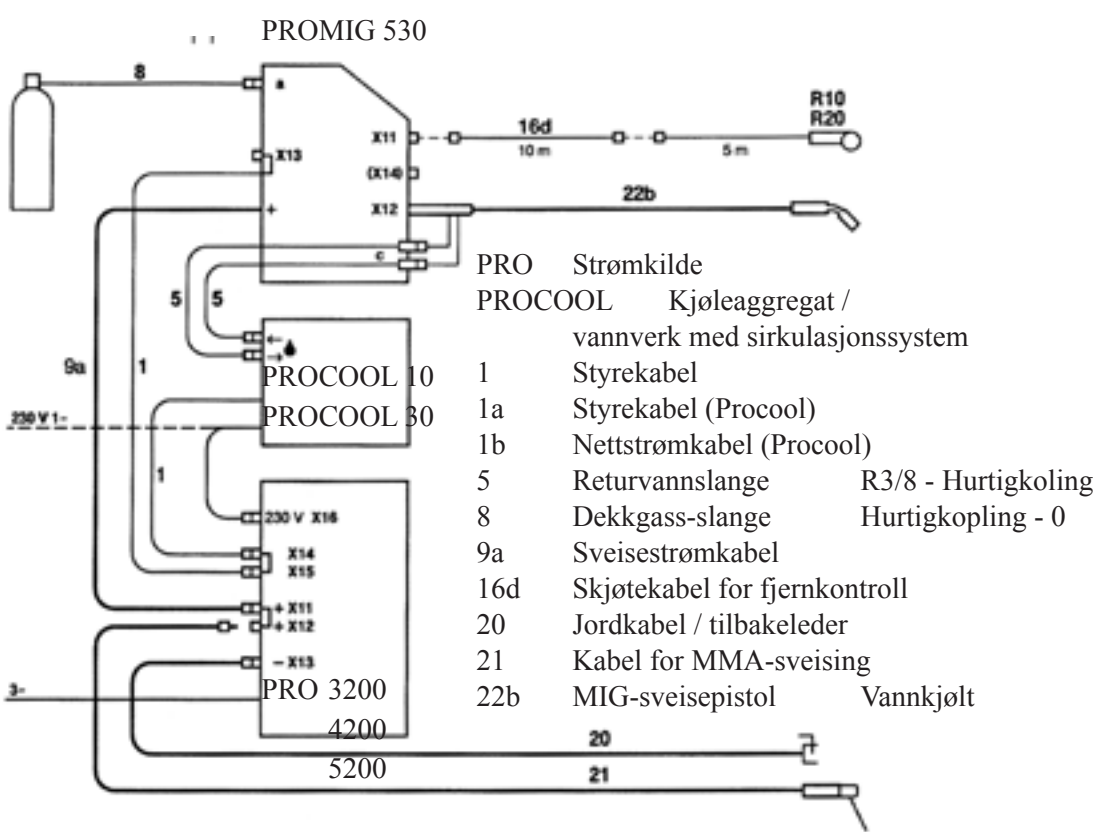 PROMIG 530
8
a
R10
R20
X11
16d
10 m
5 m
X13
(X14)
22b
+
X12
c
PRO Strømkilde
PROCOOL Kjøleaggregat /
vannverk med sirkulasjonssystem
5 5
9a
1
PROCOOL 10
PROCOOL 30
230 V 1~
1
1 Styrekabel
1a Styrekabel (Procool)
1b Nettstrømkabel (Procool)
5 Returvannslange R3/8 - Hurtigkoling
8 Dekkgass-slange Hurtigkopling - 0
9a Sveisestrømkabel
16d Skjøtekabel for fjernkontroll
20 Jordkabel / tilbakeleder
21 Kabel for MMA-sveising
22b MIG-sveisepistol Vannkjølt
230 V X16
X14
X15
+ X11
+ X12
- X13
3~
PRO 3200
4200
5200
20
21